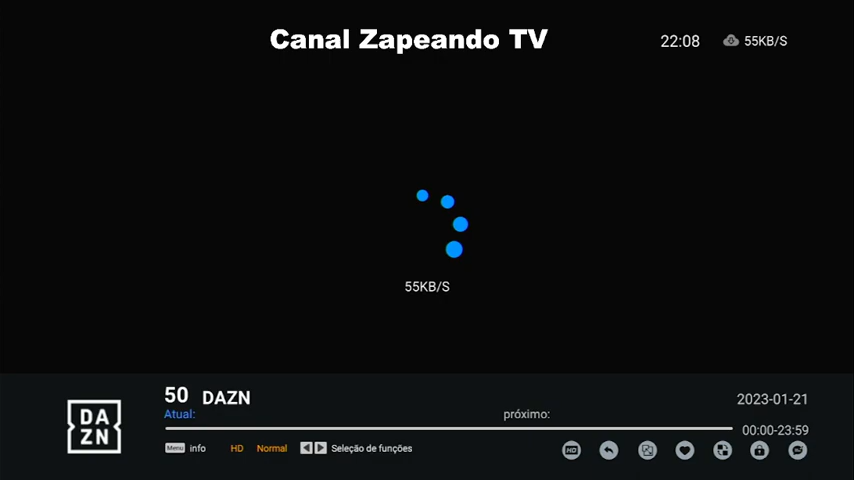 Canal Zapeando TV
22:08 55KB/S
55KB/S
50 DAZN
2023-01-21
Atual: próximo:
00:00-23:59
DA
ZN
Menu info HD Normal Seleção de funções
HD